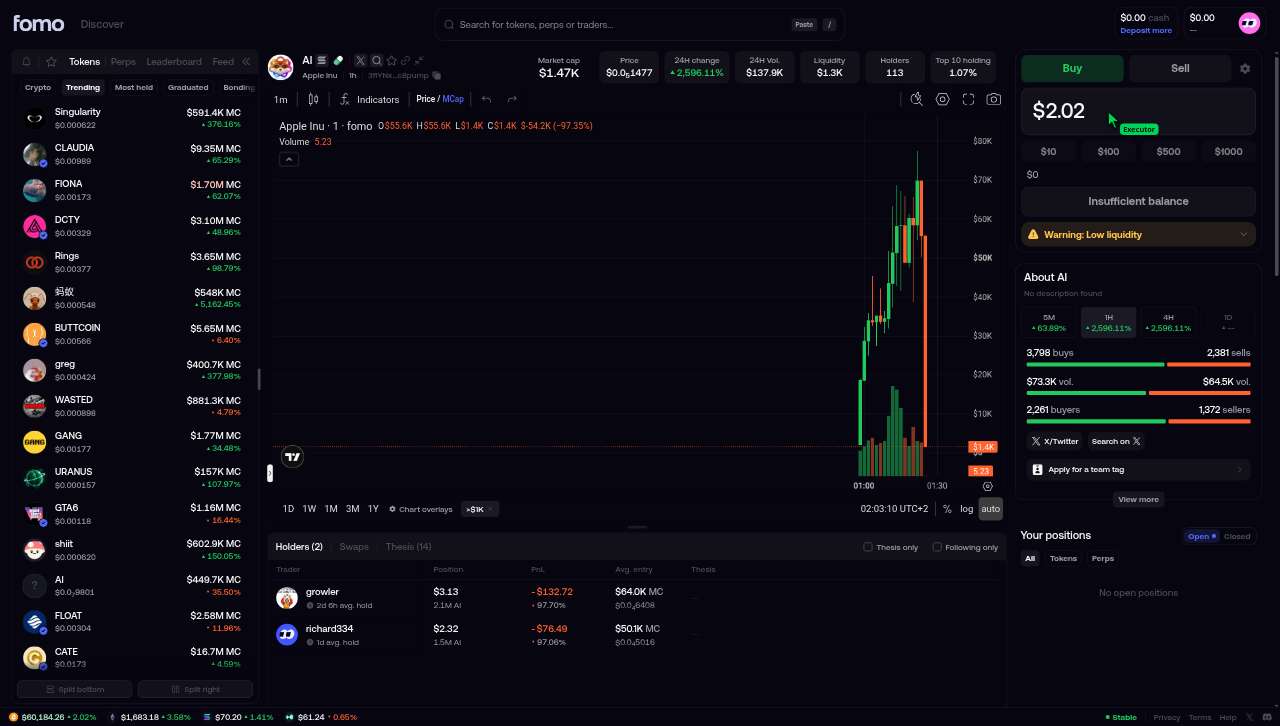 fomo
Discover
Search for tokens, perps or traders...
Paste
/
$0.00 cash
Deposit more
$0.00
—
Tokens
Perps
Leaderboard
Feed
Crypto
Trending
Most held
Graduated
Bonding
Singularity $591.4K MC
$0.000622 376.16%
CLAUDIA $9.35M MC
$0.00989 65.29%
FIONA $1.70M MC
$0.00173 62.07%
DCTY $3.10M MC
$0.00329 48.96%
Rings $3.65M MC
$0.00377 98.79%
蚂蚁 $548K MC
$0.000548 5,162.45%
BUTTCOIN $5.65M MC
$0.00566 6.40%
greg $400.7K MC
$0.000424 377.98%
WASTED $881.3K MC
$0.000898 4.79%
GANG $1.77M MC
$0.00177 34.48%
URANUS $157K MC
$0.000157 107.97%
GTA6 $1.16M MC
$0.00118 16.44%
shiit $602.9K MC
$0.000620 150.05%
AI $449.7K MC
$0.0₇9801 35.50%
FLOAT $2.58M MC
$0.00304 11.96%
CATE $16.7M MC
$0.0173 4.59%
Split bottom
Split right
AI
Apple Inu 1h
Market cap
$1.47K
Price
$0.0₅1477
24H change
2,596.11%
24H Vol.
$137.9K
Liquidity
$1.3K
Holders
113
Top 10 holding
1.07%
1m
Indicators
Price / MCap
Apple Inu · 1 · fomo O$55.6K H$55.6K L$1.4K C$1.4K $-54.2K (−97.35%)
Volume 5.23
$80K
$70K
$60K
$50K
$40K
$30K
$20K
$10K
$1.4K
$0
5.23
01:00
01:30
1D 1W 1M 3M 1Y
Chart overlays
>$1K
02:03:10 UTC+2
%
log
auto
Holders (2)
Swaps
Thesis (14)
Thesis only
Following only
Trader Position PnL Avg. entry Thesis
growler $3.13 -$132.72 $64.0K MC
2d 6h avg. hold 2.1M AI 97.70% $0.0₄6408
richard334 $2.32 -$76.49 $50.1K MC
1d avg. hold 1.5M AI 97.06% $0.0₄5016
Buy
Sell
$2.02
Executor
$10
$100
$500
$1000
$0
Insufficient balance
Warning: Low liquidity
About AI
No description found
5M
63.89%
1H
2,596.11%
4H
2,596.11%
1D
--
3,798 buys 2,381 sells
$73.3K vol. $64.5K vol.
2,261 buyers 1,372 sellers
X/Twitter
Search on X
Apply for a team tag
View more
Your positions
Open
Closed
All
Tokens
Perps
No open positions
$60,184.26 2.02%
$1,683.18 3.58%
$70.20 1.41%
$61.24 0.65%
Stable
Privacy
Terms
Help